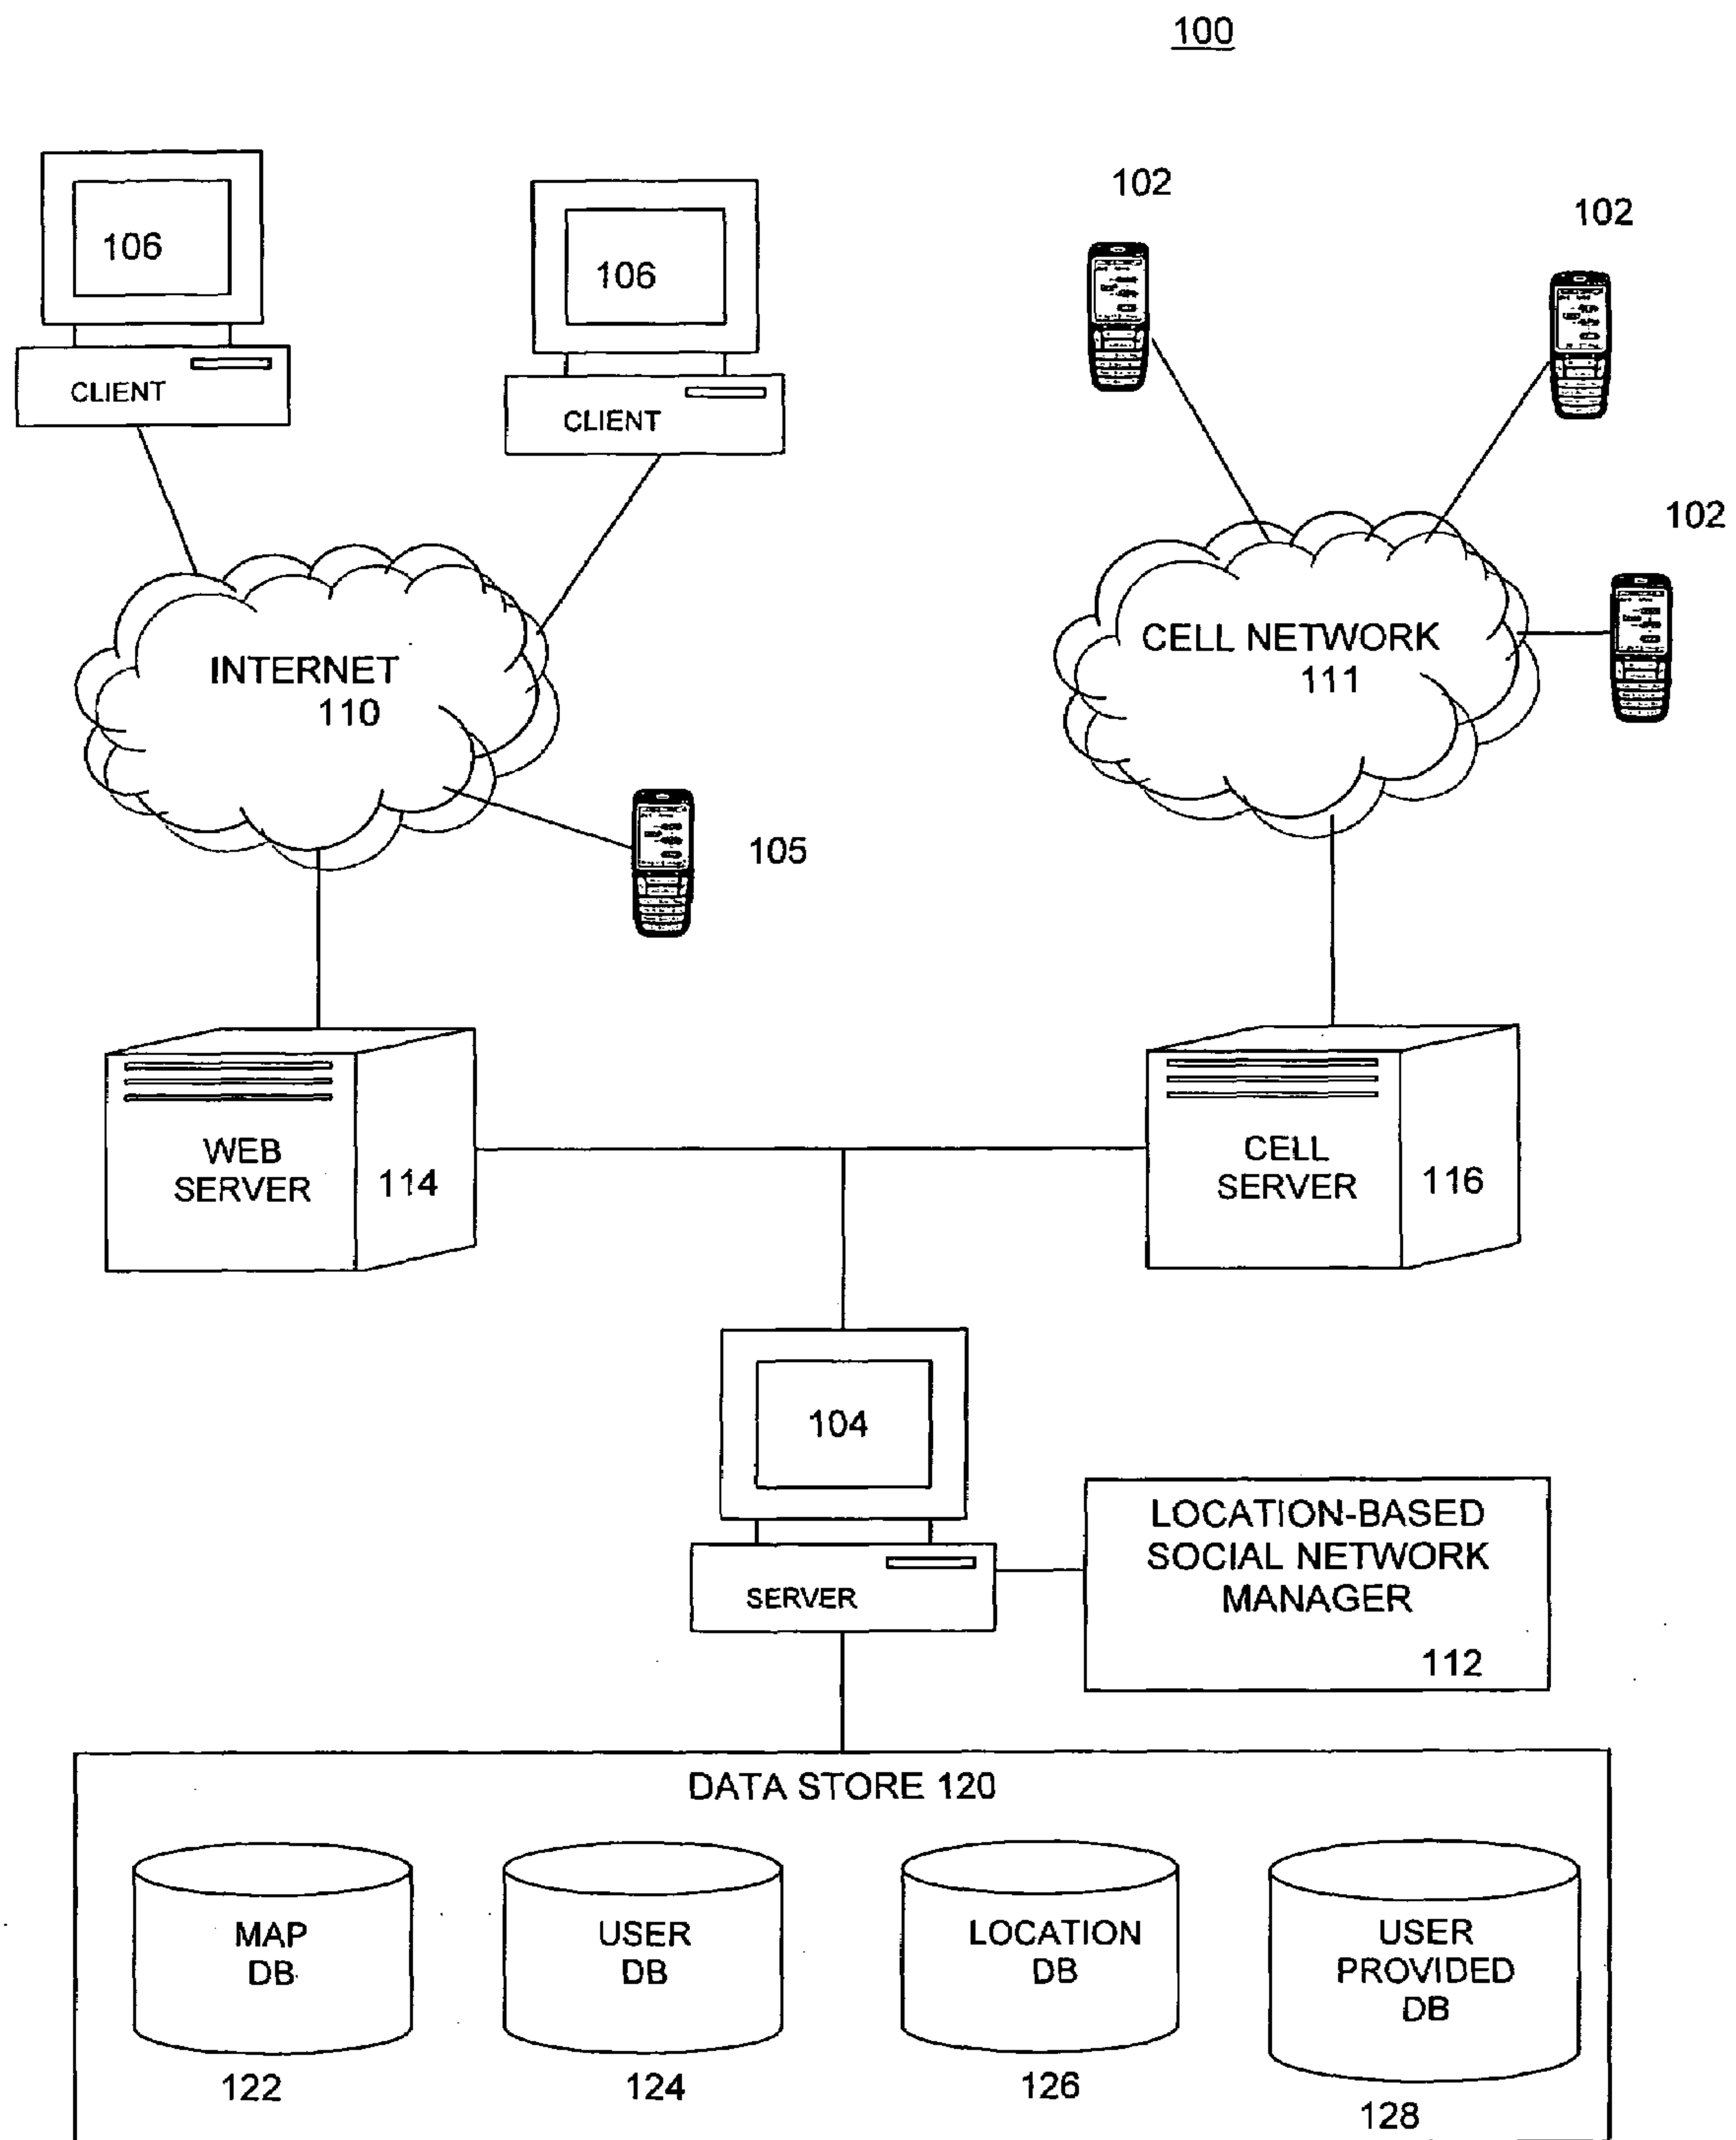 100
102
102
106
106
CLIENT
CLIENT
102
INTERNET
110
CELL NETWORK
111
105
WEB
SERVER
114
CELL
SERVER
116
104
SERVER
LOCATION-BASED
SOCIAL NETWORK
MANAGER
112
DATA STORE 120
MAP
DB
USER
DB
LOCATION
DB
USER
PROVIDED
DB
122
124
126
128